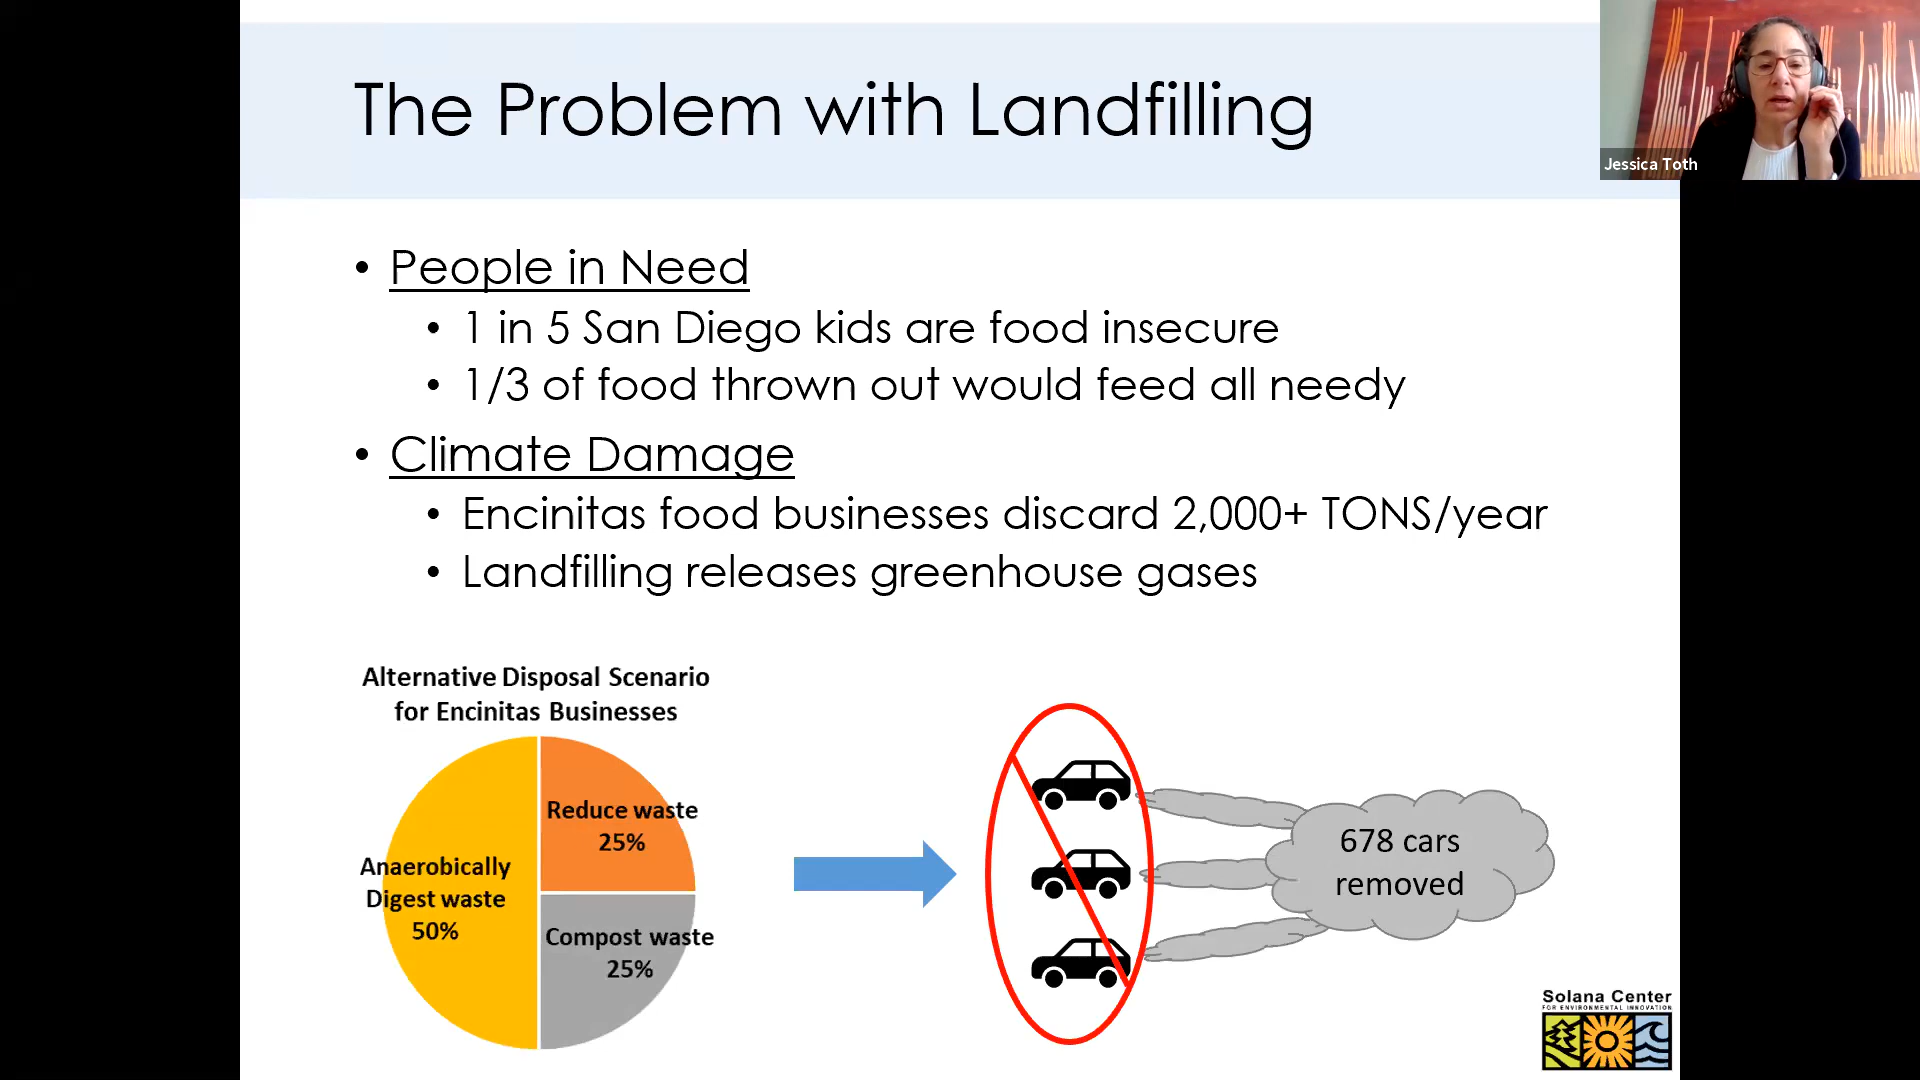 The Problem with Landfilling
Jessica Toth
• People in Need
• 1 in 5 San Diego kids are food insecure
• 1/3 of food thrown out would feed all needy
• Climate Damage
• Encinitas food businesses discard 2,000+ TONS/year
• Landfilling releases greenhouse gases
Alternative Disposal Scenario
for Encinitas Businesses
Reduce waste
25%
Anaerobically
Digest waste
50%
Compost waste
25%
678 cars
removed
Solana Center
FOR ENVIRONMENTAL INNOVATION